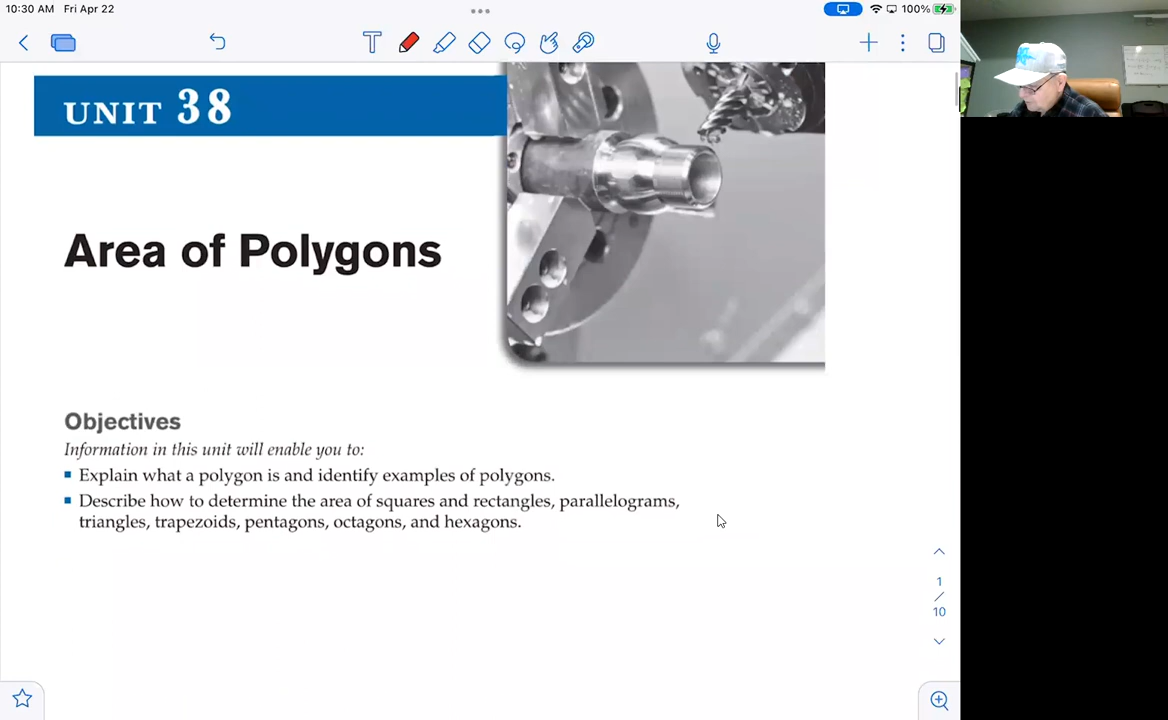 10:30 AM Fri Apr 22
100%
T
UNIT 38
Area of Polygons
Objectives
Information in this unit will enable you to:
Explain what a polygon is and identify examples of polygons.
Describe how to determine the area of squares and rectangles, parallelograms,
triangles, trapezoids, pentagons, octagons, and hexagons.
1
/
10